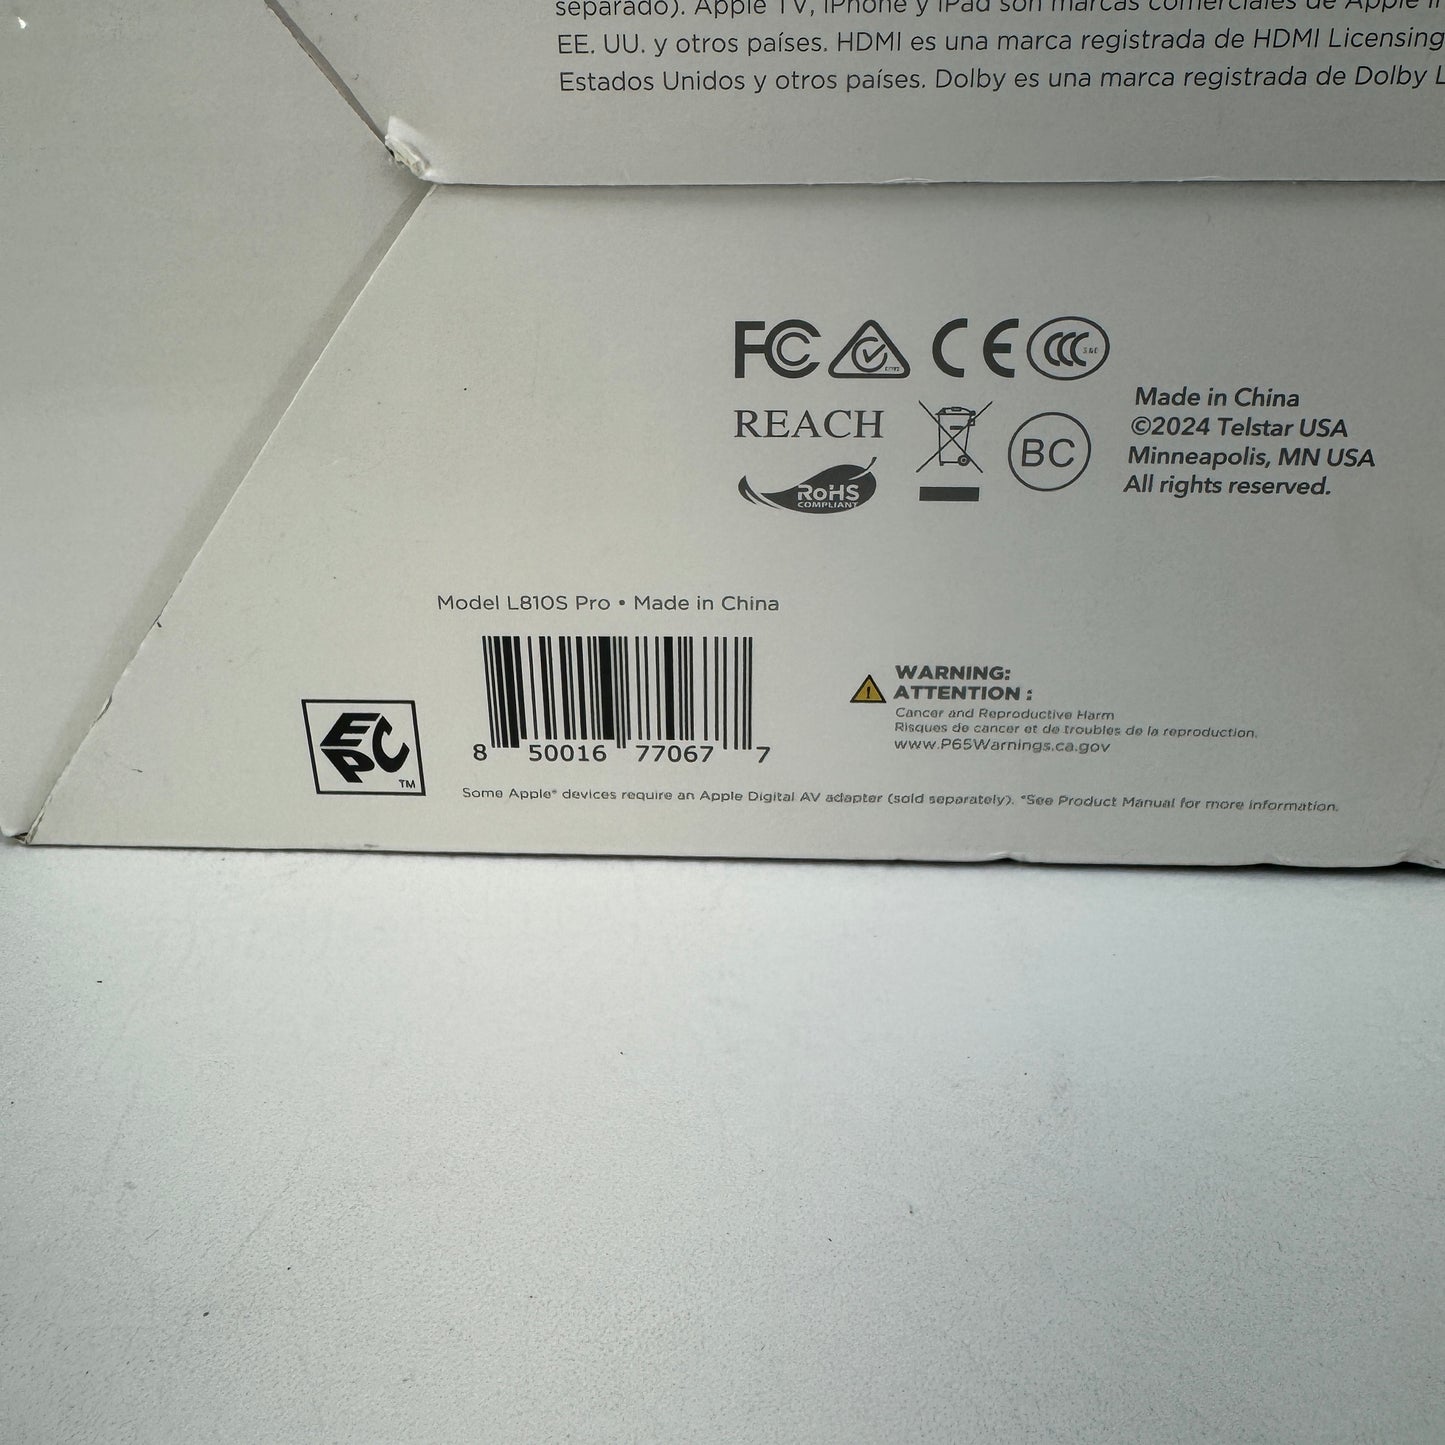 separado). Apple TV, iPhone y iPad son marcas comerciales de Apple
EE. UU. y otros países. HDMI es una marca registrada de HDMI Licensing
Estados Unidos y otros países. Dolby es una marca registrada de Dolby
FC CE CCC S&E
REACH
RoHS
COMPLIANT
BC
Made in China
©2024 Telstar USA
Minneapolis, MN USA
All rights reserved.
Model L810S Pro • Made in China
8 50016 77067 7
EPC TM
WARNING:
ATTENTION :
Cancer and Reproductive Harm
Risques de cancer et de troubles de la reproduction.
www.P65Warnings.ca.gov
Some Apple® devices require an Apple Digital AV adapter (sold separately). *See Product Manual for more information.